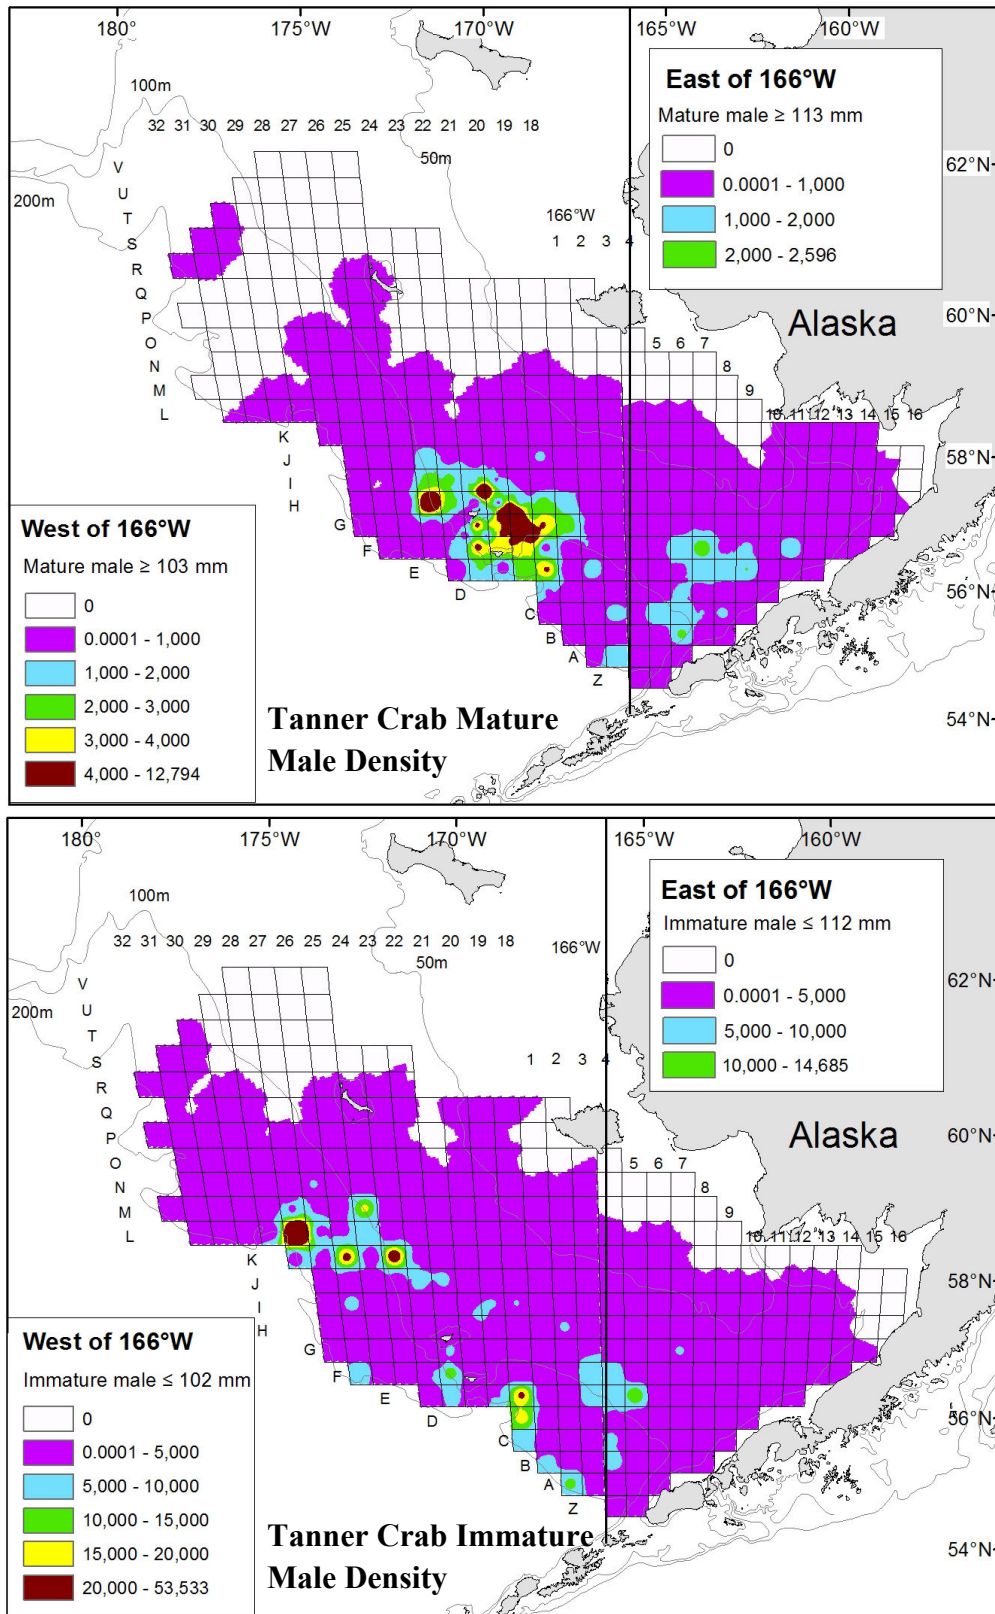 180°
175°W
170°W
165°W
160°W
100m
32 31 30 29 28 27 26 25 24 23 22 21 20 19 18
50m
200m
V
U
T
S
R
Q
P
O
N
M
L
K
J
I
H
G
F
E
D
C
B
A
Z
166°W
1 2 3 4
5 6 7
8
9
10 11 12 13 14 15 16
62°N
60°N
58°N
56°N
54°N
Alaska
East of 166°W
Mature male ≥ 113 mm
0
0.0001 - 1,000
1,000 - 2,000
2,000 - 2,596
West of 166°W
Mature male ≥ 103 mm
0
0.0001 - 1,000
1,000 - 2,000
2,000 - 3,000
3,000 - 4,000
4,000 - 12,794
Tanner Crab Mature
Male Density
180°
175°W
170°W
165°W
160°W
100m
32 31 30 29 28 27 26 25 24 23 22 21 20 19 18
50m
200m
V
U
T
S
R
Q
P
O
N
M
L
K
J
I
H
G
F
E
D
C
B
A
Z
166°W
1 2 3 4
5 6 7
8
9
10 11 12 13 14 15 16
62°N
60°N
58°N
56°N
54°N
Alaska
East of 166°W
Immature male ≤ 112 mm
0
0.0001 - 5,000
5,000 - 10,000
10,000 - 14,685
West of 166°W
Immature male ≤ 102 mm
0
0.0001 - 5,000
5,000 - 10,000
10,000 - 15,000
15,000 - 20,000
20,000 - 53,533
Tanner Crab Immature
Male Density